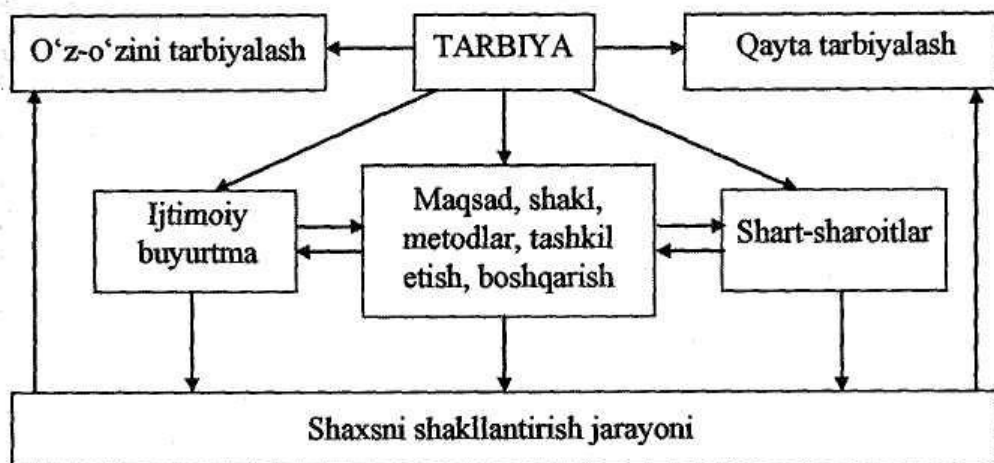 O‘z-o‘zini tarbiyalash
TARBIYA
Qayta tarbiyalash
Ijtimoiy
buyurtma
Maqsad, shakl,
metodlar, tashkil
etish, boshqarish
Shart-sharoitlar
Shaxsni shakllantirish jarayoni